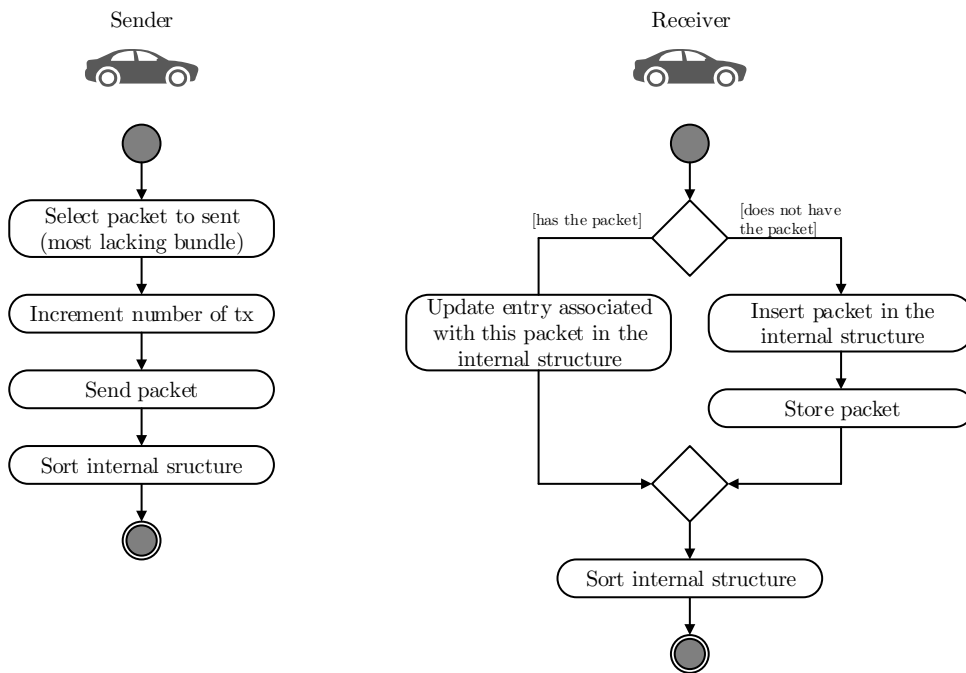 Sender
Select packet to sent
(most lacking bundle)
Increment number of tx
Send packet
Sort internal sructure
Receiver
[has the packet]
[does not have
the packet]
Update entry associated
with this packet in the
internal structure
Insert packet in the
internal structure
Store packet
Sort internal structure